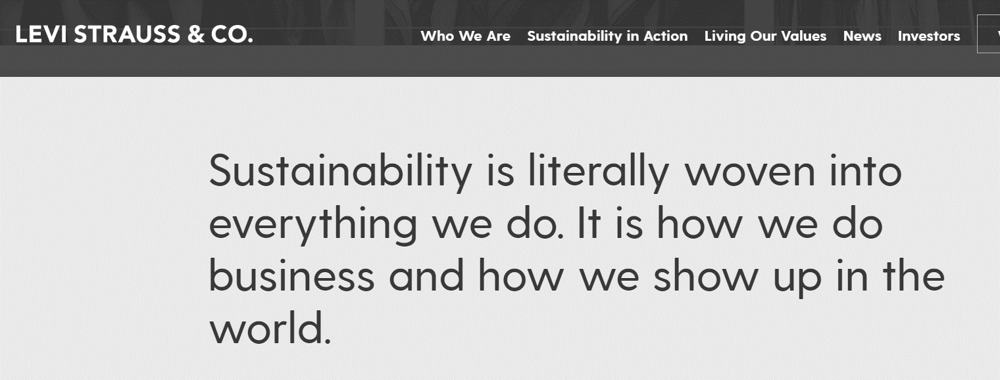 LEVI STRAUSS & CO.
Who We Are Sustainability in Action Living Our Values News Investors
Sustainability is literally woven into
everything we do. It is how we do
business and how we show up in the
world.